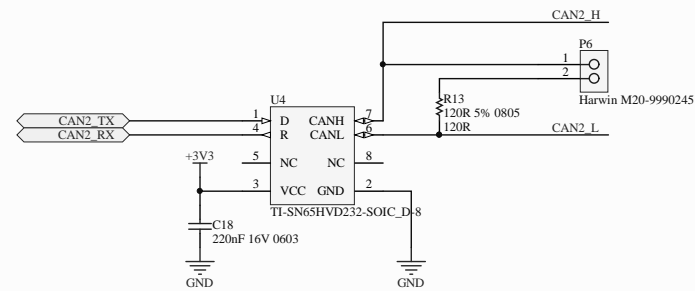 CAN2_H
P6
1
2
Harwin M20-9990245
U4
R13
120R 5% 0805
120R
CAN2_TX 1 D CANH 7
CAN2_RX 4 R CANL 6 CAN2_L
+3V3
5 NC NC 8
3 VCC GND 2
TI-SN65HVD232-SOIC_D-8
C18
220nF 16V 0603
GND GND